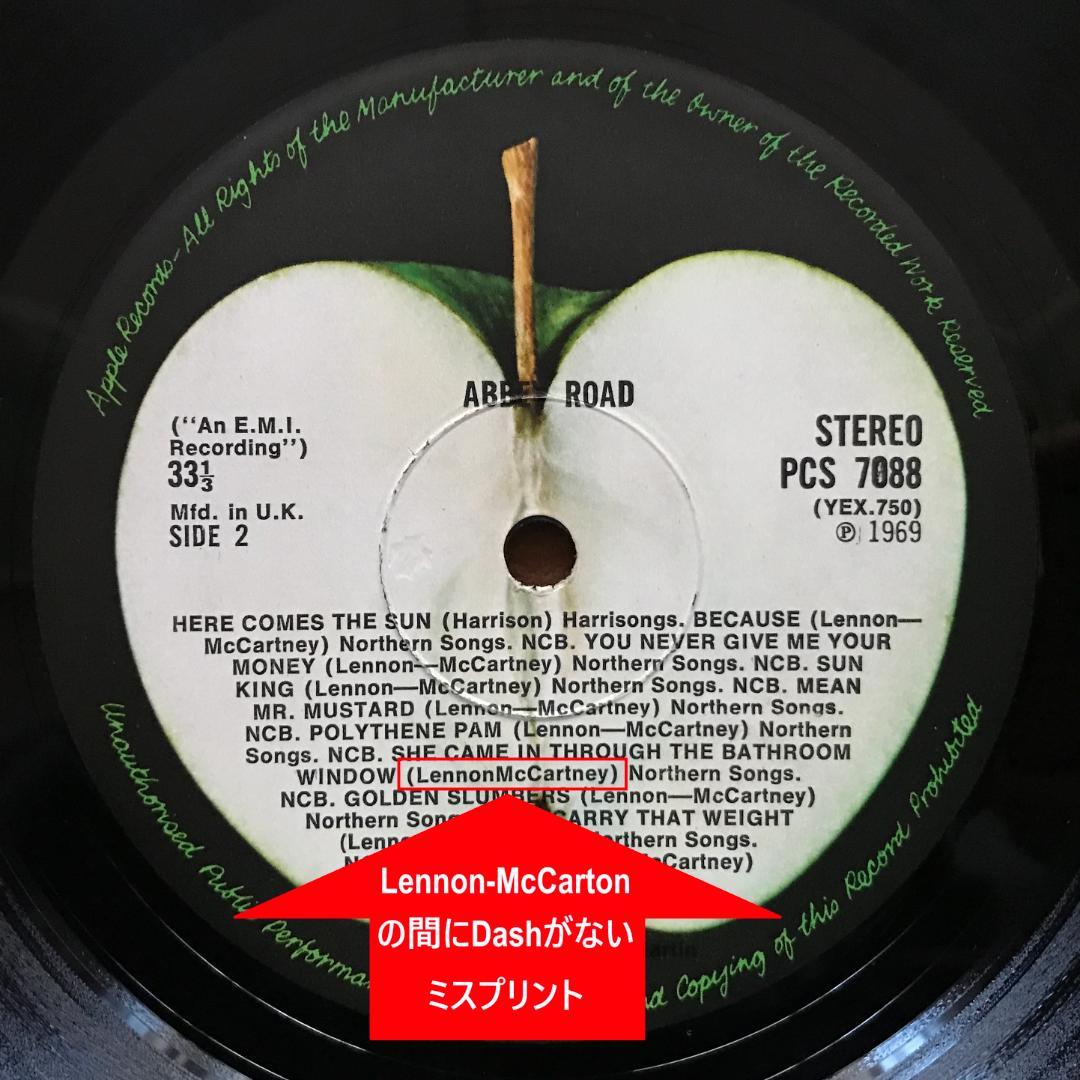 Apple Records-All Rights of the Manufacturer and of the Owner of the Recorded Work Reserved
ABBEY ROAD
(“An E.M.I.
Recording”)
33⅓
Mfd. in U.K.
SIDE 2
STEREO
PCS 7088
(YEX.750)
Ⓟ 1969
HERE COMES THE SUN (Harrison) Harrisongs. BECAUSE (Lennon—
McCartney) Northern Songs. NCB. YOU NEVER GIVE ME YOUR
MONEY (Lennon—McCartney) Northern Songs. NCB. SUN
KING (Lennon—McCartney) Northern Songs. NCB. MEAN
MR. MUSTARD (Lennon—McCartney) Northern Songs.
NCB. POLYTHENE PAM (Lennon—McCartney) Northern
Songs. NCB. SHE CAME IN THROUGH THE BATHROOM
WINDOW (LennonMcCartney) Northern Songs.
NCB. GOLDEN SLUMBERS (Lennon—McCartney)
Northern CARRY THAT WEIGHT
Songs.
McCartney)
Lennon-McCarton
の間にDashがない
ミスプリント
Unauthorised Public and Copying of this Record Prohibited